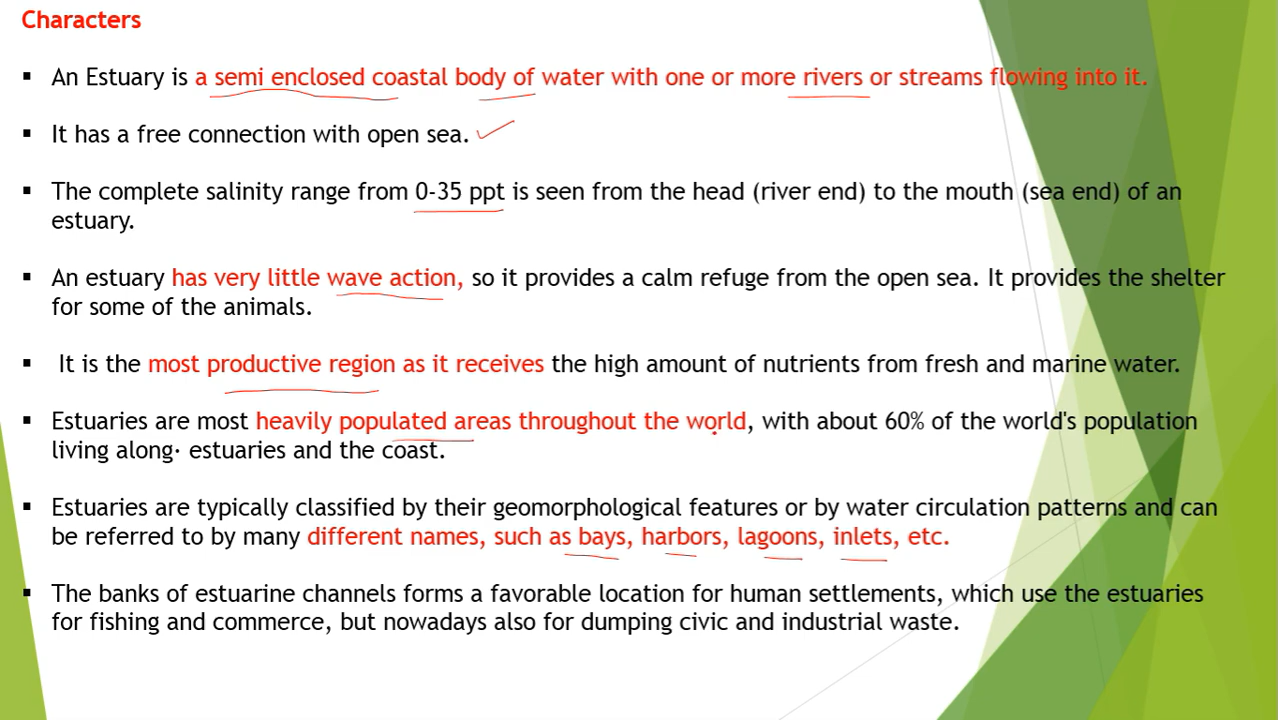 Characters
▪ An Estuary is a semi enclosed coastal body of water with one or more rivers or streams flowing into it.
▪ It has a free connection with open sea.
▪ The complete salinity range from 0-35 ppt is seen from the head (river end) to the mouth (sea end) of an
estuary.
▪ An estuary has very little wave action, so it provides a calm refuge from the open sea. It provides the shelter
for some of the animals.
▪ It is the most productive region as it receives the high amount of nutrients from fresh and marine water.
▪ Estuaries are most heavily populated areas throughout the world, with about 60% of the world's population
living along· estuaries and the coast.
▪ Estuaries are typically classified by their geomorphological features or by water circulation patterns and can
be referred to by many different names, such as bays, harbors, lagoons, inlets, etc.
▪ The banks of estuarine channels forms a favorable location for human settlements, which use the estuaries
for fishing and commerce, but nowadays also for dumping civic and industrial waste.